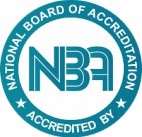 NATIONAL BOARD OF ACCREDITATION
NBA
ACCREDITED BY